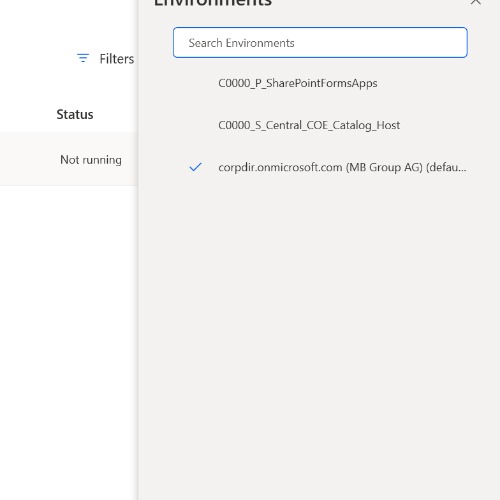 Environments
Search Environments
Filters
C0000_P_SharePointFormsApps
Status
C0000_S_Central_COE_Catalog_Host
Not running
corpdir.onmicrosoft.com (MB Group AG) (defau...